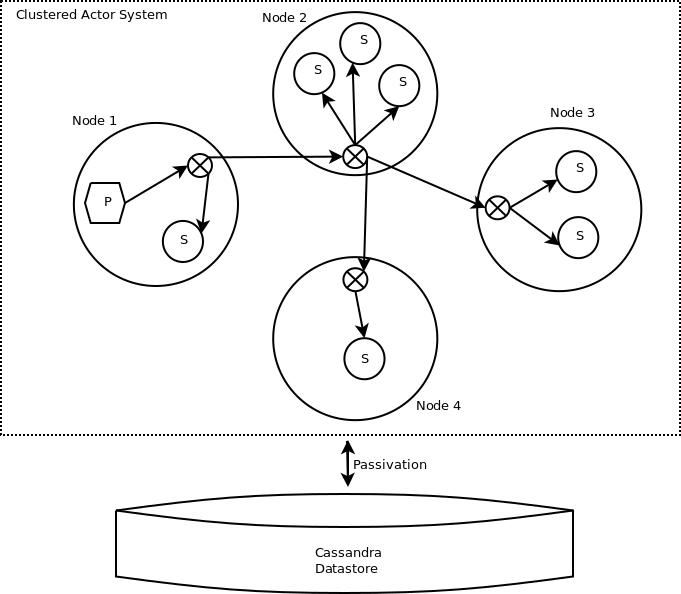 Clustered Actor System
Node 2
S
S
S
Node 1
P
S
Node 3
S
S
S
Node 4
Passivation
Cassandra
Datastore